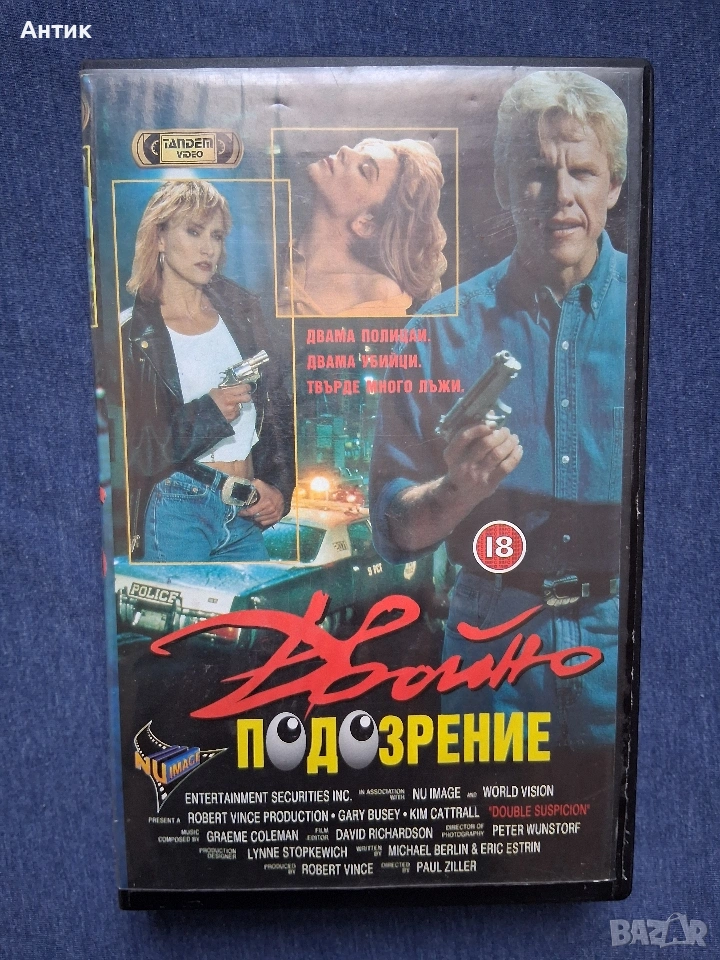 Антик
TANDEM
VIDEO
ДВАМА ПОЛИЦАИ.
ДВАМА УБИЙЦИ.
ТВЪРДЕ МНОГО ЛЪЖИ.
18
POLICE
Двойно
ПОДОЗРЕНИЕ
NU IMAGE
ENTERTAINMENT SECURITIES INC. IN ASSOCIATION WITH NU IMAGE AND WORLD VISION
PRESENT A ROBERT VINCE PRODUCTION • GARY BUSEY • KIM CATTRALL "DOUBLE SUSPICION"
MUSIC COMPOSED BY GRAEME COLEMAN FILM EDITOR DAVID RICHARDSON DIRECTOR OF PHOTOGRAPHY PETER WUNSTORF
PRODUCTION DESIGNER LYNNE STOPKEWICH WRITTEN BY MICHAEL BERLIN & ERIC ESTRIN
PRODUCED BY ROBERT VINCE DIRECTED BY PAUL ZILLER
BAZAR